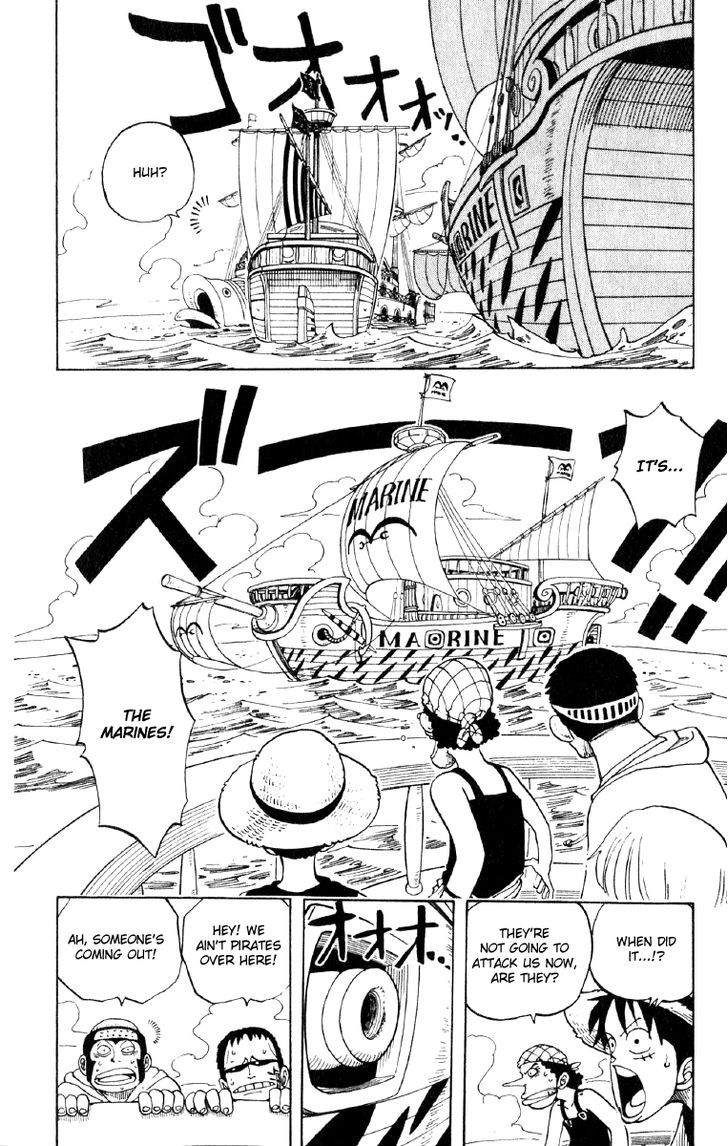 ゴオオオ..
HUH?
MARINE
IT'S...
ズーン!!
MARINE
MARINE
THE
MARINES!
WHEN DID
IT...!?
THEY'RE
NOT GOING TO
ATTACK US NOW,
ARE THEY?
オオオ..
HEY! WE
AIN'T PIRATES
OVER HERE!
AH, SOMEONE'S
COMING OUT!